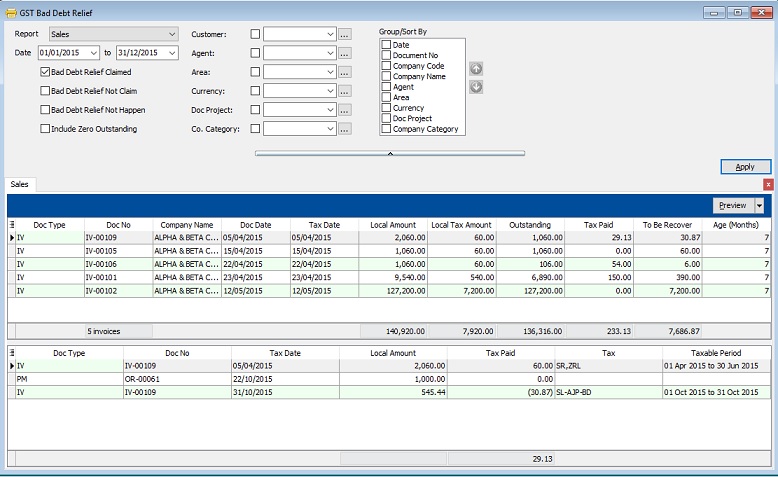 GST Bad Debt Relief
Report Sales Customer: ... Group/Sort By
Date 01/01/2015 to 31/12/2015 Agent: ... Date
Document No
Bad Debt Relief Claimed Area: ... Company Code
Company Name
Bad Debt Relief Not Claim Currency: ... Agent
Area
Bad Debt Relief Not Happen Doc Project: ... Currency
Doc Project
Include Zero Outstanding Co. Category: ... Company Category
Apply
Sales x
Preview
Doc Type Doc No Company Name Doc Date Tax Date Local Amount Local Tax Amount Outstanding Tax Paid To Be Recover Age (Months)
IV IV-00109 ALPHA & BETA C... 05/04/2015 05/04/2015 2,060.00 60.00 1,060.00 29.13 30.87 7
IV IV-00105 ALPHA & BETA C... 15/04/2015 15/04/2015 1,060.00 60.00 1,060.00 0.00 60.00 7
IV IV-00106 ALPHA & BETA C... 22/04/2015 22/04/2015 1,060.00 60.00 106.00 54.00 6.00 7
IV IV-00101 ALPHA & BETA C... 23/04/2015 23/04/2015 9,540.00 540.00 6,890.00 150.00 390.00 7
IV IV-00102 ALPHA & BETA C... 12/05/2015 12/05/2015 127,200.00 7,200.00 127,200.00 0.00 7,200.00 7
5 invoices 140,920.00 7,920.00 136,316.00 233.13 7,686.87
Doc Type Doc No Tax Date Local Amount Tax Paid Tax Taxable Period
IV IV-00109 05/04/2015 2,060.00 60.00 SR,ZRL 01 Apr 2015 to 30 Jun 2015
PM OR-00061 22/10/2015 1,000.00 0.00
IV IV-00109 31/10/2015 545.44 (30.87) SL-AJP-BD 01 Oct 2015 to 31 Oct 2015
29.13